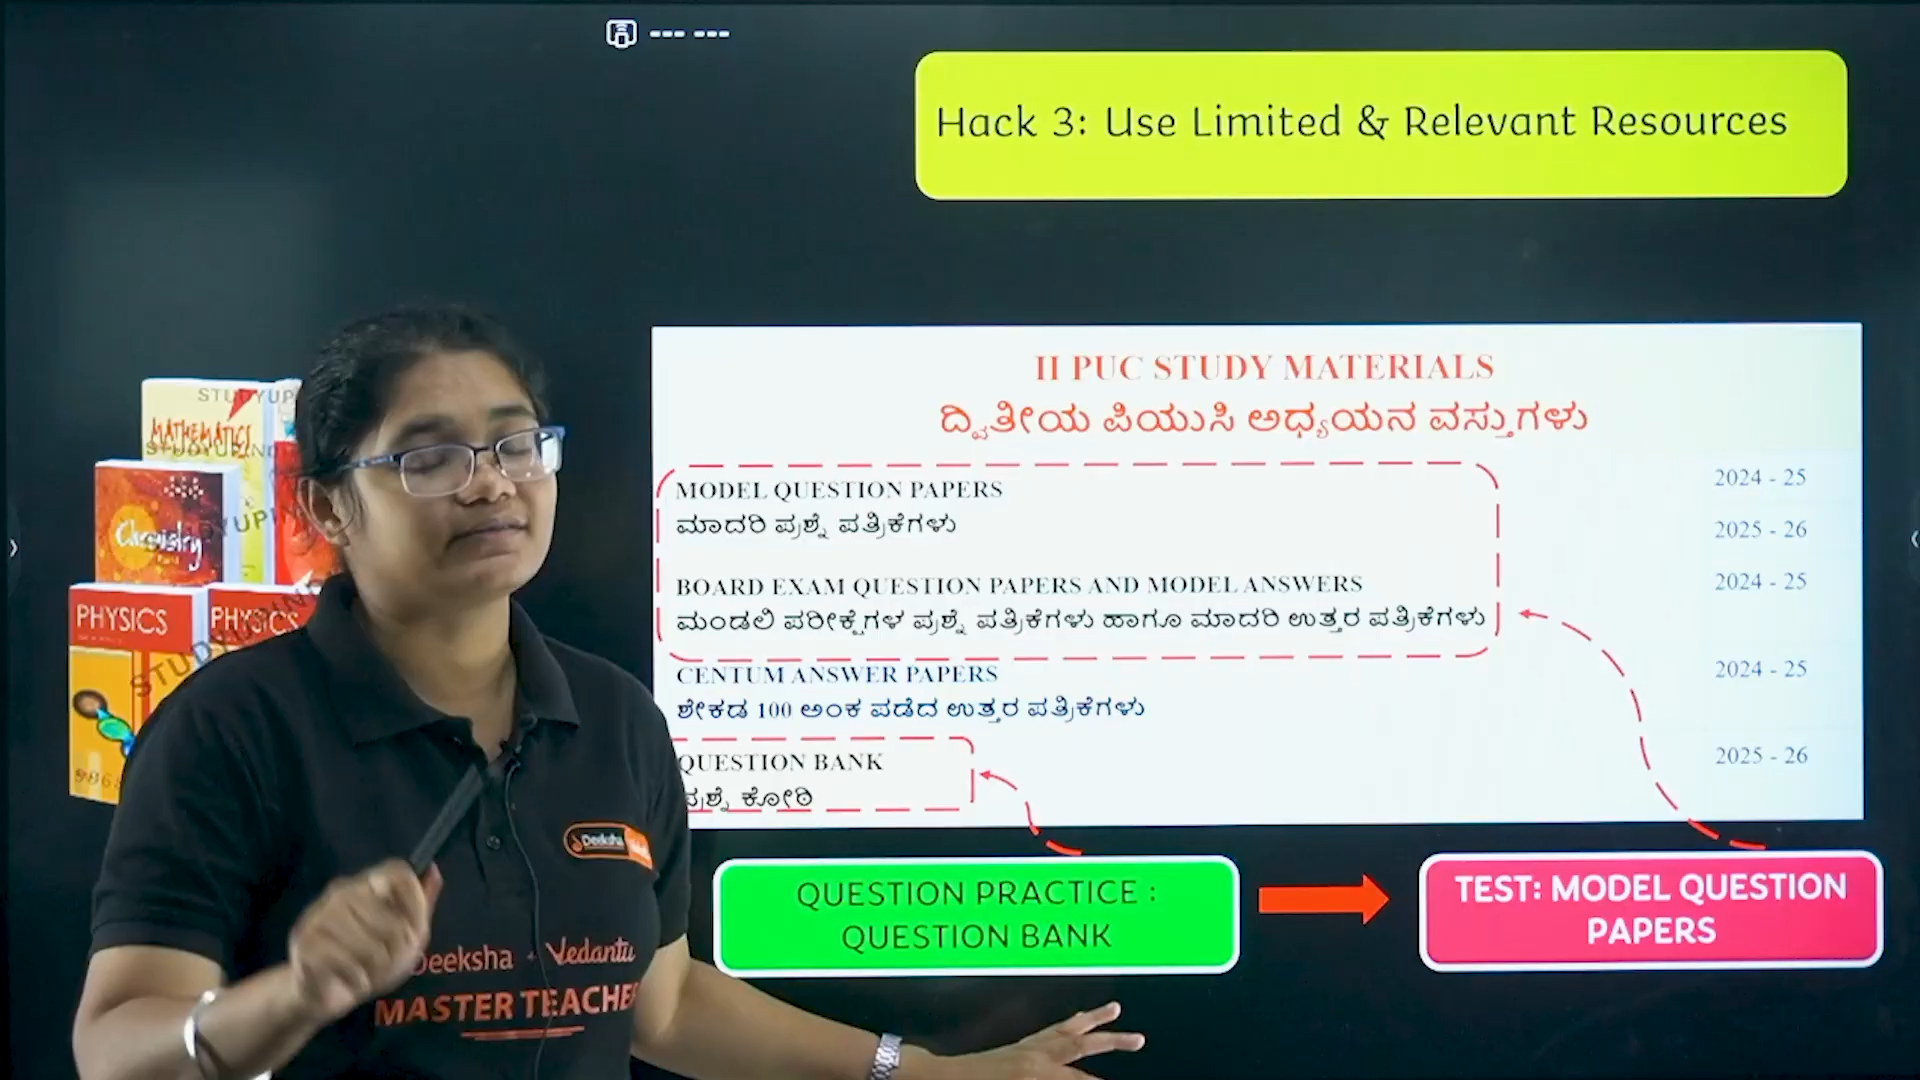 Hack 3: Use Limited & Relevant Resources
II PUC STUDY MATERIALS
ದ್ವಿತೀಯ ಪಿಯುಸಿ ಅಧ್ಯಯನ ವಸ್ತುಗಳು
MODEL QUESTION PAPERS
2024 - 25
ಮಾದರಿ ಪ್ರಶ್ನೆ ಪತ್ರಿಕೆಗಳು
2025 - 26
BOARD EXAM QUESTION PAPERS AND MODEL ANSWERS
2024 - 25
ಮಂಡಲಿ ಪರೀಕ್ಷೆಗಳ ಪ್ರಶ್ನೆ ಪತ್ರಿಕೆಗಳು ಹಾಗೂ ಮಾದರಿ ಉತ್ತರ ಪತ್ರಿಕೆಗಳು
CENTUM ANSWER PAPERS
2024 - 25
ಶೇಕಡ 100 ಅಂಕ ಪಡೆದ ಉತ್ತರ ಪತ್ರಿಕೆಗಳು
QUESTION BANK
2025 - 26
ಪ್ರಶ್ನೆ ಕೋಠಿ
QUESTION PRACTICE :
QUESTION BANK
TEST: MODEL QUESTION
PAPERS
MATHEMATICS
Chemistry
PHYSICS
PHYSICS
Deeksha
Deeksha Vedantu
MASTER TEACHER